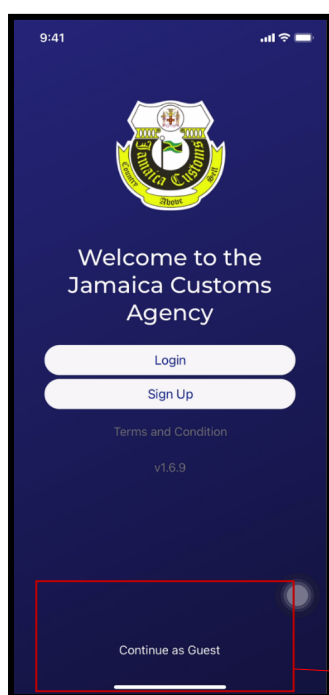 9:41
Jamaica Customs
Country Above Self
Welcome to the
Jamaica Customs
Agency
Login
Sign Up
Terms and Condition
v1.6.9
Continue as Guest